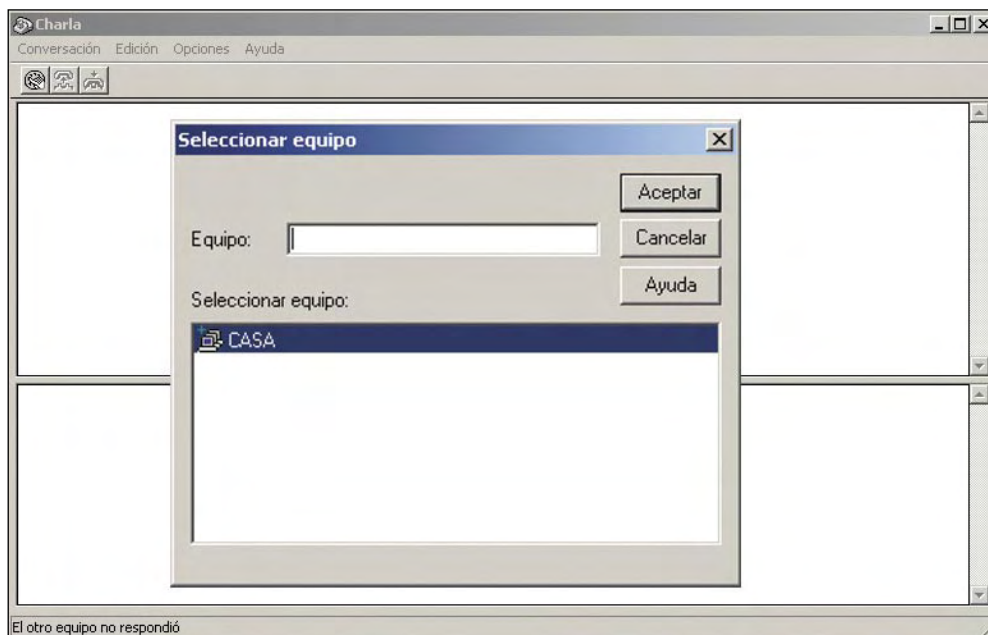 Charla
Conversación Edición Opciones Ayuda
Seleccionar equipo
Aceptar
Equipo:
Cancelar
Ayuda
Seleccionar equipo:
CASA
El otro equipo no respondió